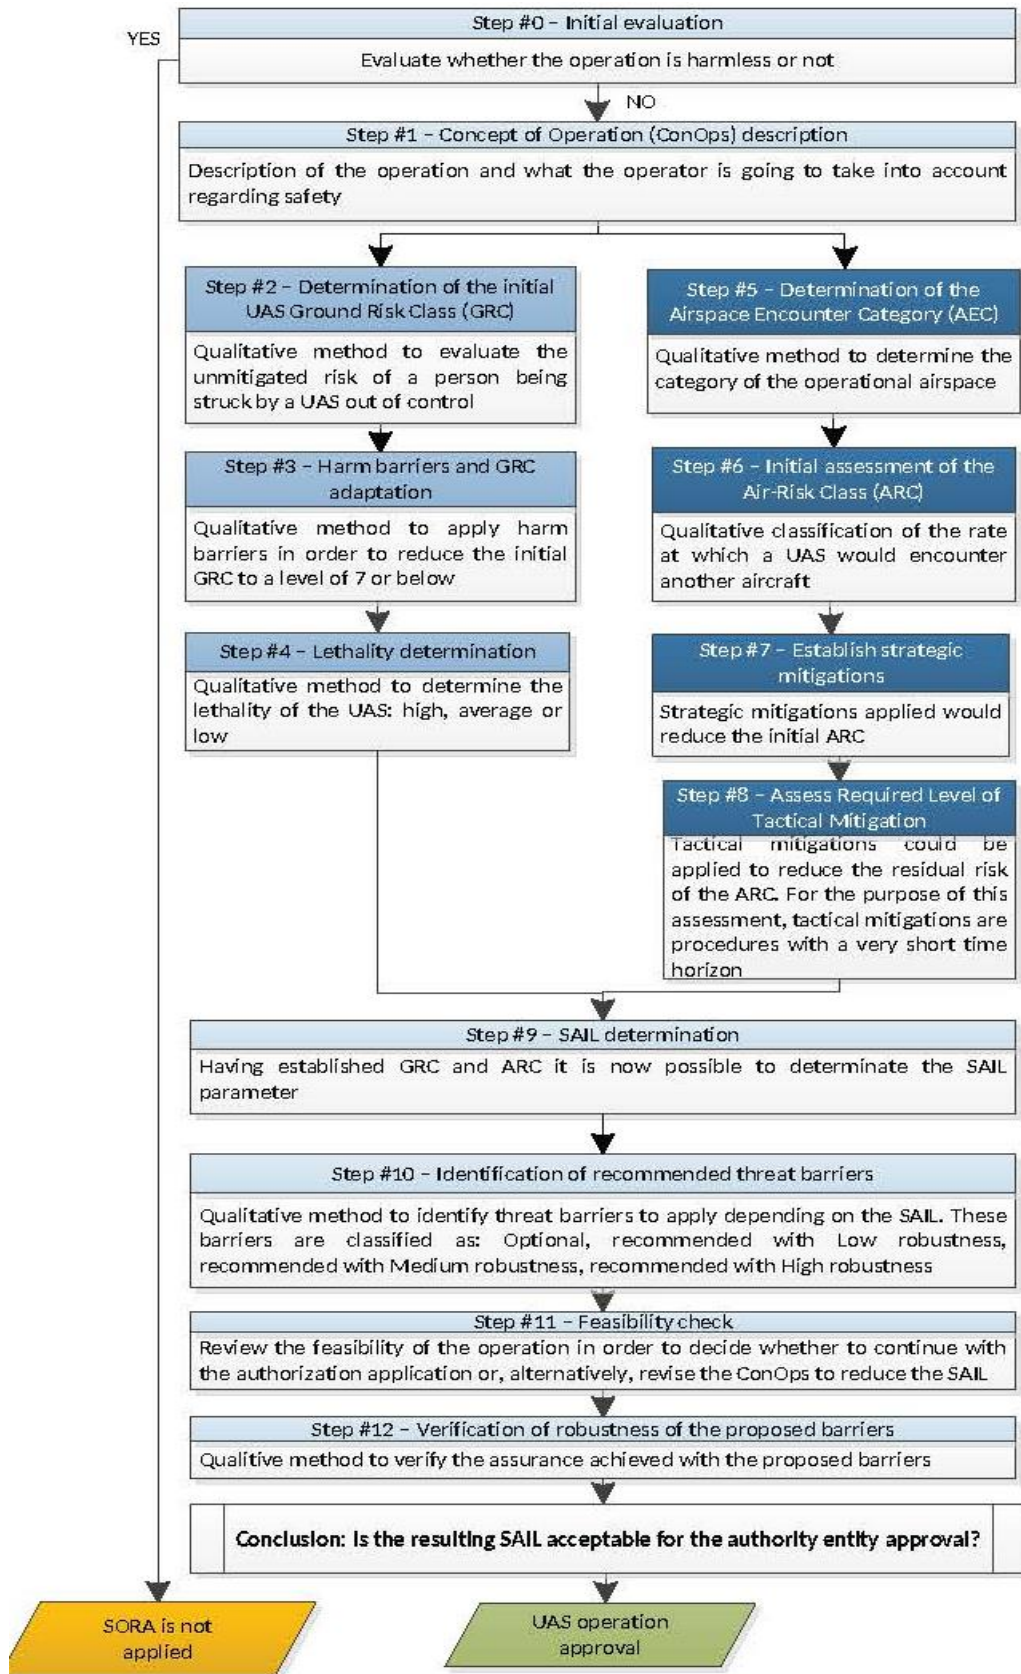 Step #0 – Initial evaluation
YES
Evaluate whether the operation is harmless or not
NO
Step #1 – Concept of Operation (ConOps) description
Description of the operation and what the operator is going to take into account
regarding safety
Step #2 – Determination of the initial
UAS Ground Risk Class (GRC)
Qualitative method to evaluate the
unmitigated risk of a person being
struck by a UAS out of control
Step #3 – Harm barriers and GRC
adaptation
Qualitative method to apply harm
barriers in order to reduce the initial
GRC to a level of 7 or below
Step #4 – Lethality determination
Qualitative method to determine the
lethality of the UAS: high, average or
low
Step #5 – Determination of the
Airspace Encounter Category (AEC)
Qualitative method to determine the
category of the operational airspace
Step #6 – Initial assessment of the
Air-Risk Class (ARC)
Qualitative classification of the rate
at which a UAS would encounter
another aircraft
Step #7 – Establish strategic
mitigations
Strategic mitigations applied would
reduce the initial ARC
Step #8 – Assess Required Level of
Tactical Mitigation
Tactical mitigations could be
applied to reduce the residual risk
of the ARC. For the purpose of this
assessment, tactical mitigations are
procedures with a very short time
horizon
Step #9 – SAIL determination
Having established GRC and ARC it is now possible to determinate the SAIL
parameter
Step #10 – Identification of recommended threat barriers
Qualitative method to identify threat barriers to apply depending on the SAIL. These
barriers are classified as: Optional, recommended with Low robustness,
recommended with Medium robustness, recommended with High robustness
Step #11 – Feasibility check
Review the feasibility of the operation in order to decide whether to continue with
the authorization application or, alternatively, revise the ConOps to reduce the SAIL
Step #12 – Verification of robustness of the proposed barriers
Qualitive method to verify the assurance achieved with the proposed barriers
Conclusion: Is the resulting SAIL acceptable for the authority entity approval?
SORA is not
applied
UAS operation
approval